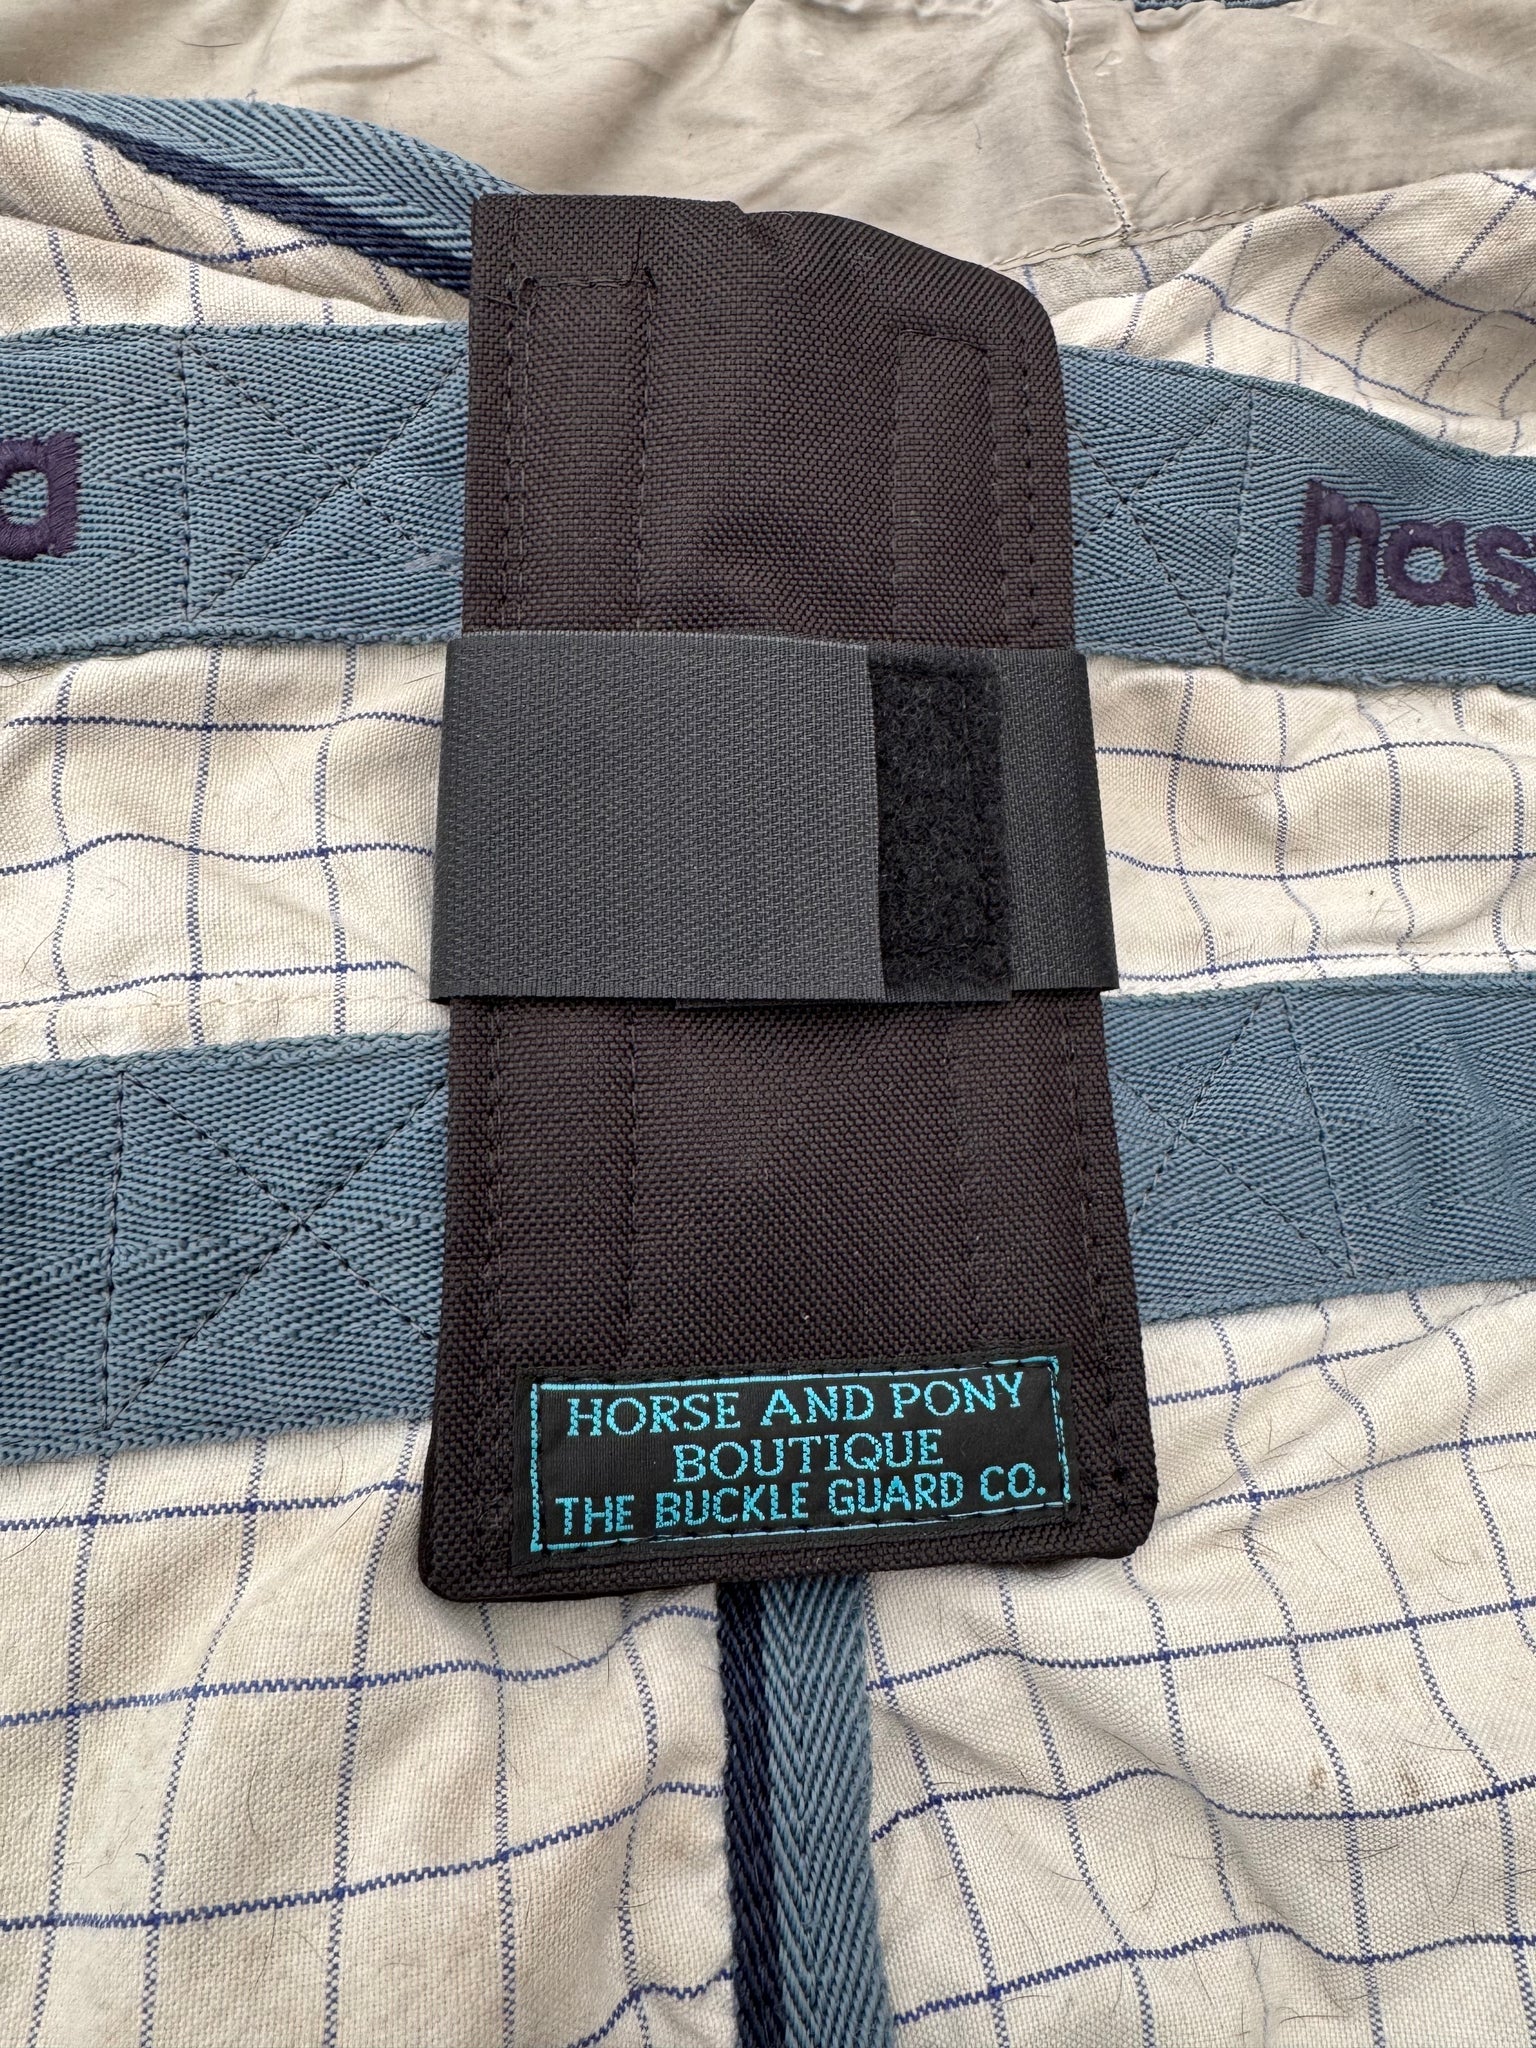 a
mas
HORSE AND PONY
BOUTIQUE
THE BUCKLE GUARD CO.